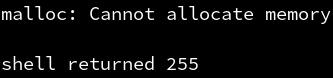 malloc: Cannot allocate memory
shell returned 255